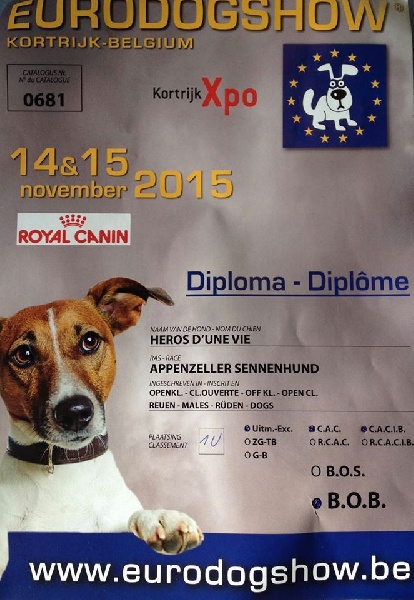 EURODOGSHOW
KORTRIJK-BELGIUM
CATALOGUS Nr.
N° du CATALOGUE
0681
Kortrijk Xpo
14&15
november 2015
ROYAL CANIN
Diploma - Diplôme
NAAM VAN DE HOND - NOM DU CHIEN
HEROS D'UNE VIE
RAS - RACE
APPENZELLER SENNENHUND
INGESCHREVEN IN - INSCRIT EN
OPENKL. - CL.OUVERTE - OFF KL. - OPEN CL.
REUEN - MALES - RÜDEN - DOGS
PLAATSING
CLASSEMENT
1U
Uitm.-Exc.
C.A.C.
C.A.C.I.B.
ZG-TB
R.C.A.C.
R.C.A.C.I.B.
G-B
B.O.S.
B.O.B.
www.eurodogshow.be